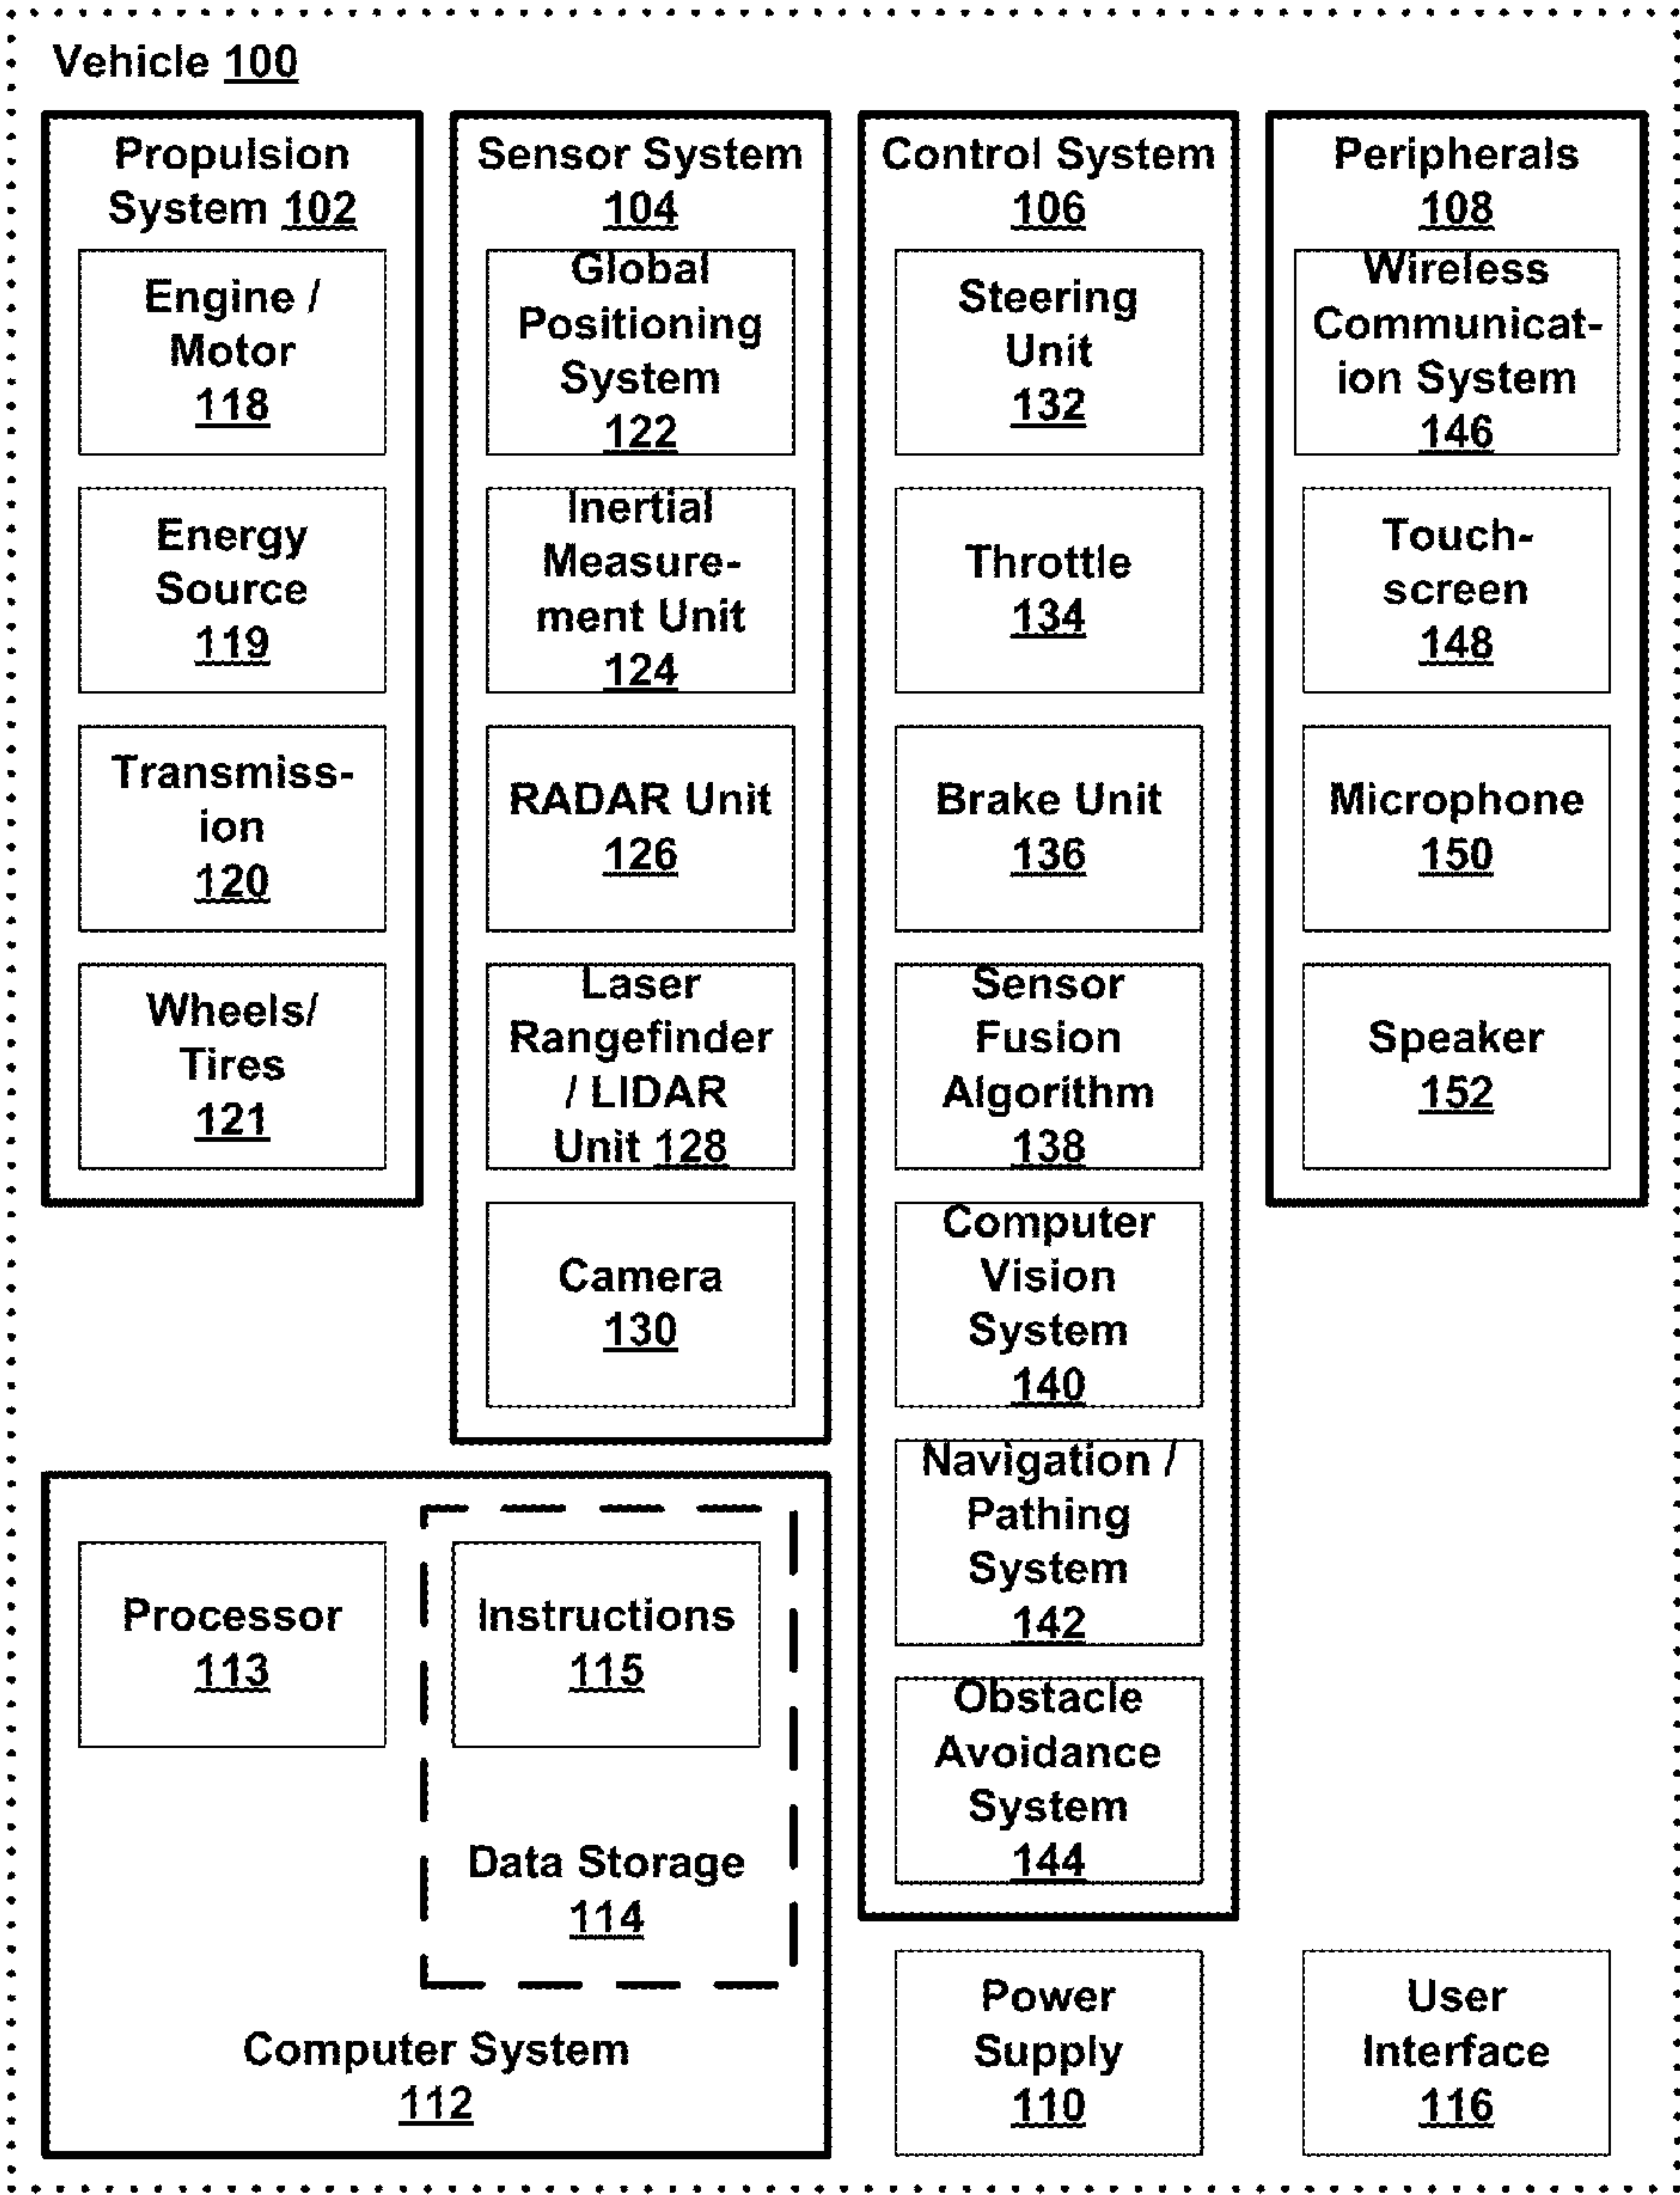 Vehicle 100
Propulsion
System 102
Engine /
Motor
118
Energy
Source
119
Transmiss-
ion
120
Wheels/
Tires
121
Sensor System
104
Global
Positioning
System
122
Inertial
Measure-
ment Unit
124
RADAR Unit
126
Laser
Rangefinder
/ LIDAR
Unit 128
Camera
130
Control System
106
Steering
Unit
132
Throttle
134
Brake Unit
136
Sensor
Fusion
Algorithm
138
Computer
Vision
System
140
Navigation /
Pathing
System
142
Obstacle
Avoidance
System
144
Peripherals
108
Wireless
Communicat-
ion System
146
Touch-
screen
148
Microphone
150
Speaker
152
Processor
113
Instructions
115
Data Storage
114
Computer System
112
Power
Supply
110
User
Interface
116